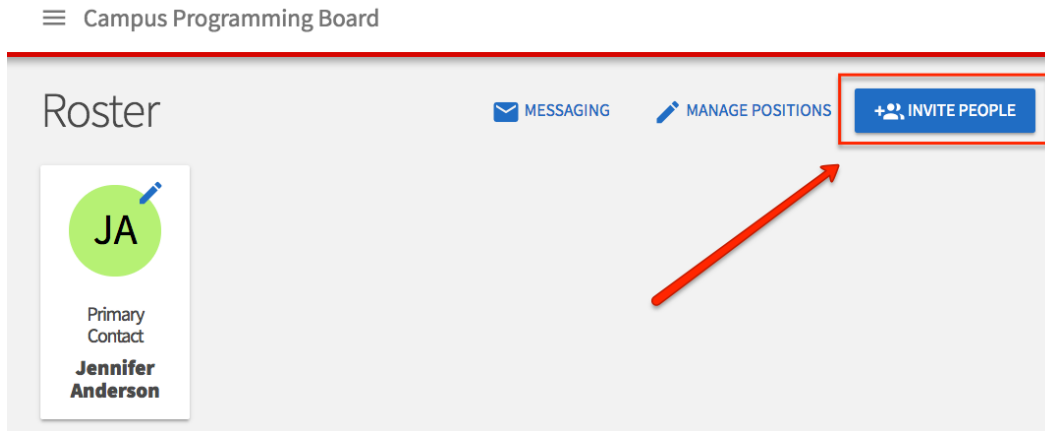 Campus Programming Board
Roster
MESSAGING
MANAGE POSITIONS
INVITE PEOPLE
JA
Primary
Contact
Jennifer
Anderson